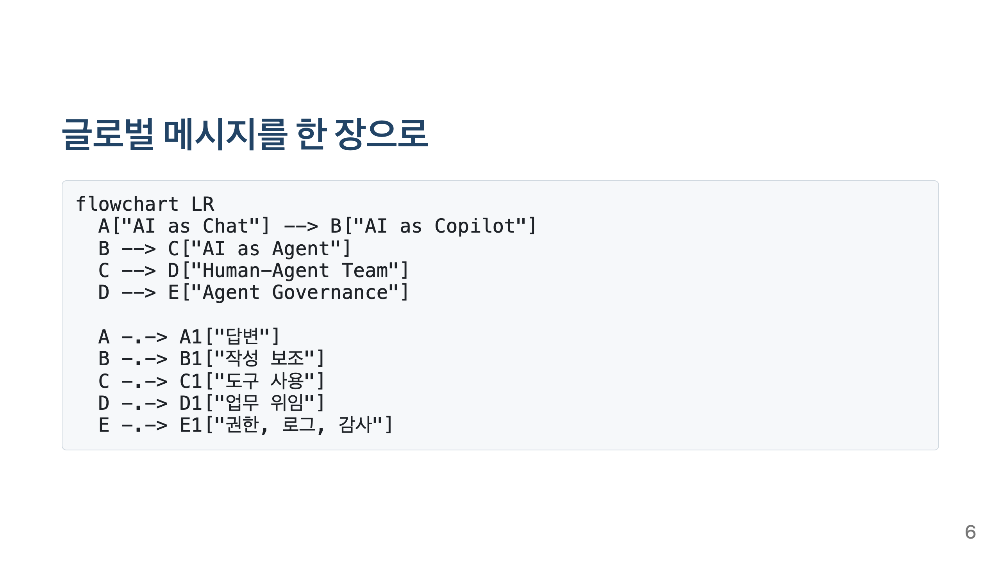 글로벌 메시지를 한 장으로
flowchart LR
  A["AI as Chat"] --> B["AI as Copilot"]
  B --> C["AI as Agent"]
  C --> D["Human-Agent Team"]
  D --> E["Agent Governance"]

  A -.-> A1["답변"]
  B -.-> B1["작성 보조"]
  C -.-> C1["도구 사용"]
  D -.-> D1["업무 위임"]
  E -.-> E1["권한, 로그, 감사"]
6